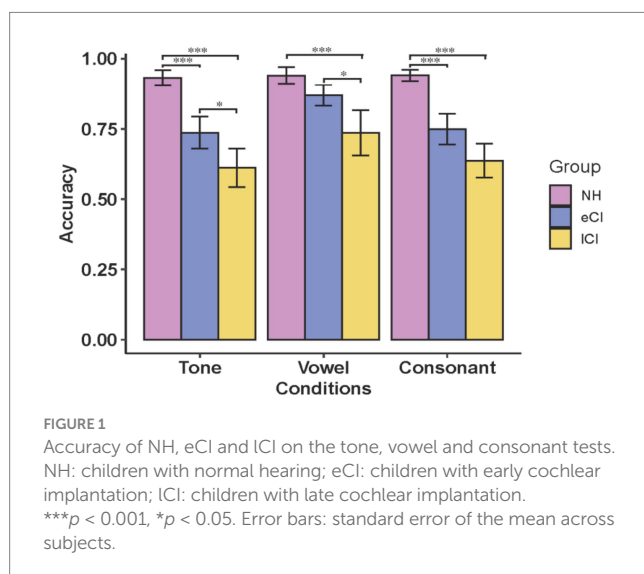 *** *** ***
*** * ***
*
1.00
0.75
0.50
0.25
0.00
Accuracy
Tone Vowel Consonant
Conditions
Group
NH
eCI
lCI
FIGURE 1
Accuracy of NH, eCI and lCI on the tone, vowel and consonant tests.
NH: children with normal hearing; eCI: children with early cochlear
implantation; lCI: children with late cochlear implantation.
***p < 0.001, *p < 0.05. Error bars: standard error of the mean across
subjects.